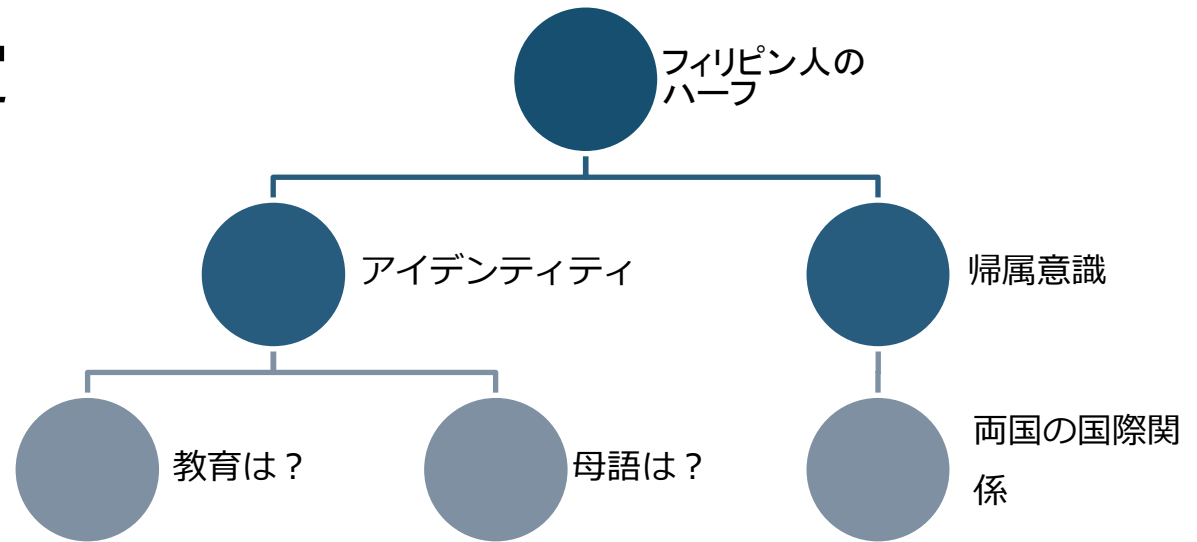 フィリピン人の
ハーフ
アイデンティティ
帰属意識
教育は？
母語は？
両国の国際関
係